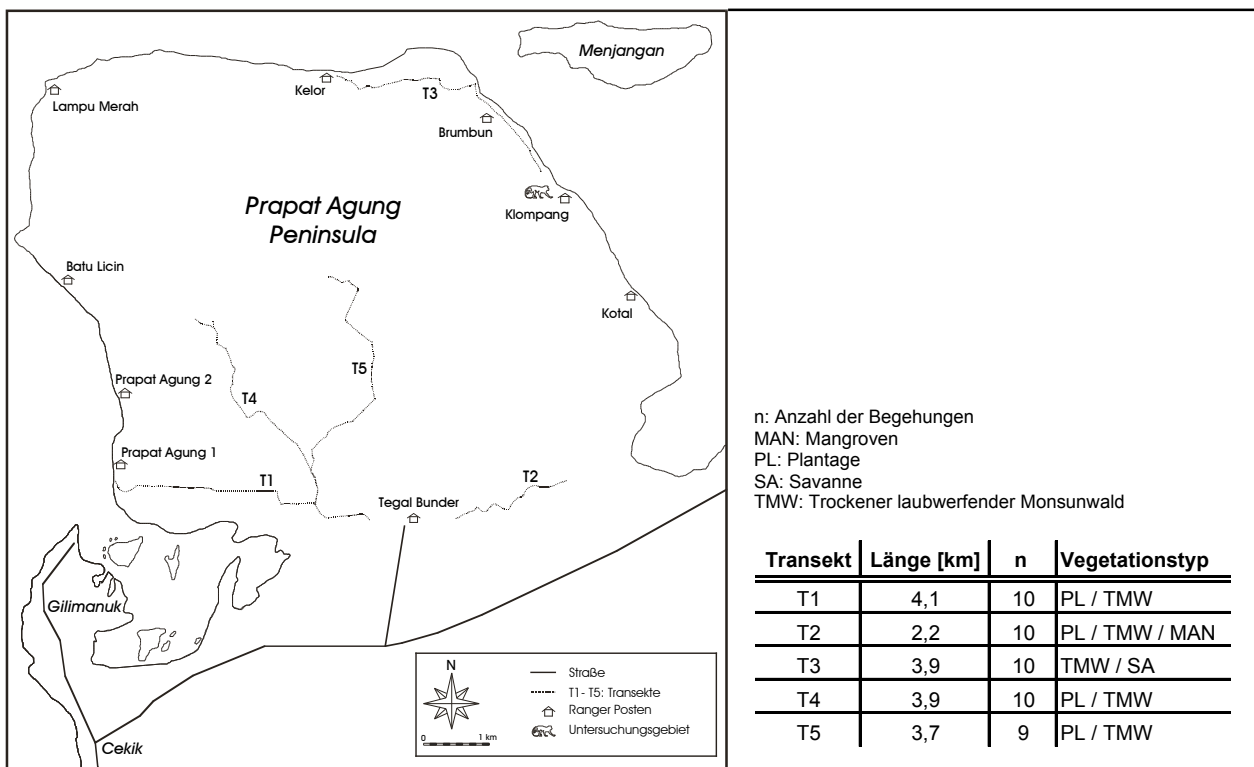 Menjangan
Kelor
T3
Lampu Merah
Brumbun
Prapat Agung
Peninsula
Klompang
Batu Licin
Kotal
T5
Prapat Agung 2
T4
Prapat Agung 1
T1
T2
Tegal Bunder
Gilimanuk
Cekik
N
0 1 km
Straße
T1- T5: Transekte
Ranger Posten
Untersuchungsgebiet
n: Anzahl der Begehungen
MAN: Mangroven
PL: Plantage
SA: Savanne
TMW: Trockener laubwerfender Monsunwald
Transekt Länge [km] n Vegetationstyp
T1 4,1 10 PL / TMW
T2 2,2 10 PL / TMW / MAN
T3 3,9 10 TMW / SA
T4 3,9 10 PL / TMW
T5 3,7 9 PL / TMW